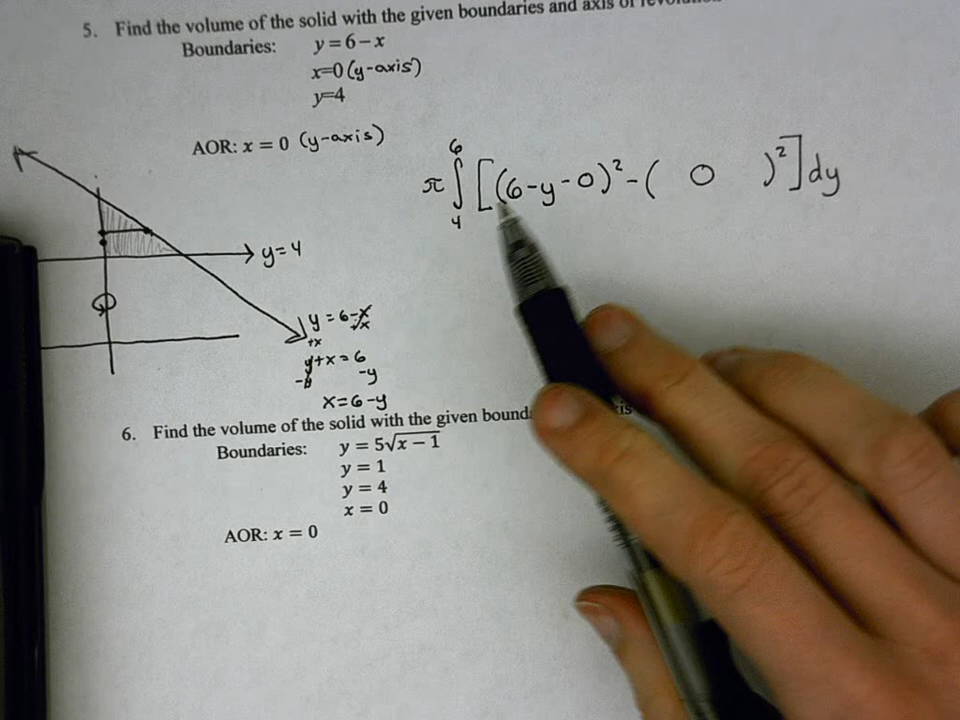 5. Find the volume of the solid with the given boundaries and axis of revolution
Boundaries: y = 6 − x
x=0 (y-axis)
y=4
AOR: x = 0 (y-axis)
π ∫₄⁶ [(6-y-0)² - ( 0 )²] dy
y = 4
y = 6-x
+x +x
y+x = 6
-y -y
x = 6-y
6. Find the volume of the solid with the given bound
Boundaries: y = 5√(x − 1)
y = 1
y = 4
x = 0
AOR: x = 0